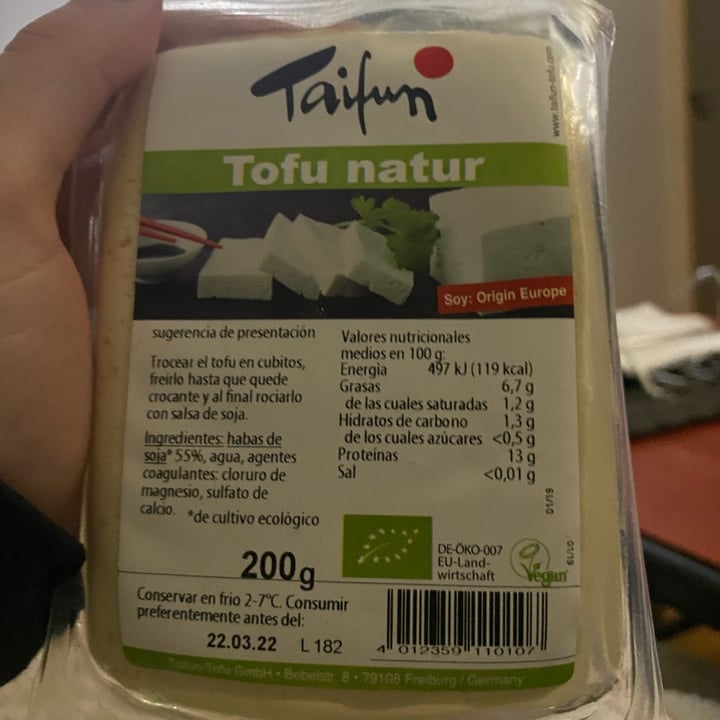 Taifun
www.taifun-tofu.com
Tofu natur
Soy: Origin Europe
sugerencia de presentación
Trocear el tofu en cubitos,
freírlo hasta que quede
crocante y al final rociarlo
con salsa de soja.
Ingredientes: habas de
soja* 55%, agua, agentes
coagulantes: cloruro de
magnesio, sulfato de
calcio.
*de cultivo ecológico
Valores nutricionales
medios en 100 g:
Energía 497 kJ (119 kcal)
Grasas 6,7 g
de las cuales saturadas 1,2 g
Hidratos de carbono 1,3 g
de los cuales azúcares <0,5 g
Proteínas 13 g
Sal <0,01 g
01/19
01/19
DE-ÖKO-007
EU-Land-
wirtschaft
Vegan
200g
Conservar en frio 2-7°C. Consumir
preferentemente antes del:
22.03.22 L 182
4 012359 110107
Taifun-Tofu GmbH • Bebelstr. 8 • 79108 Freiburg / Germany